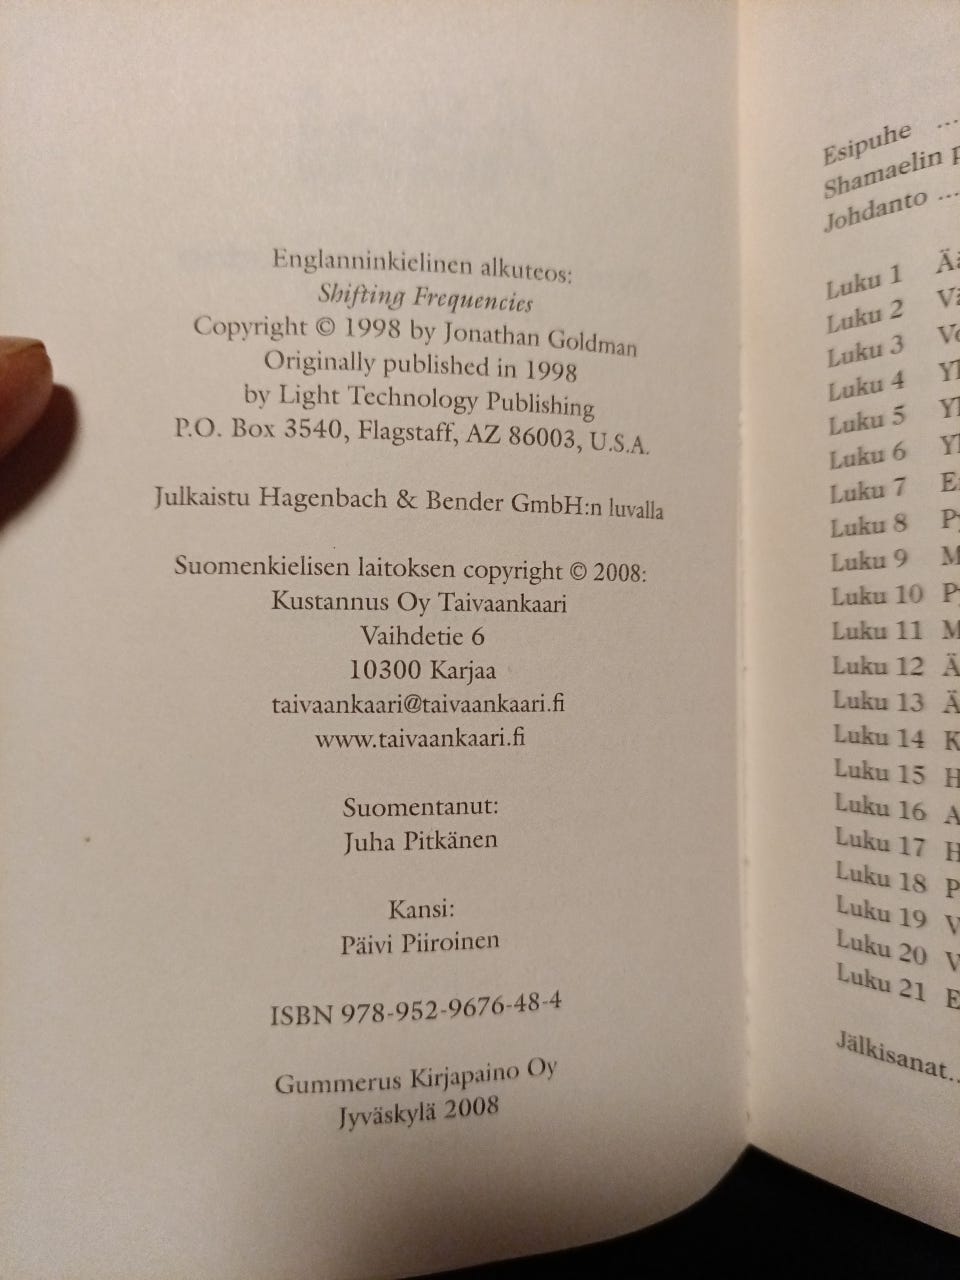 Englanninkielinen alkuteos:
Shifting Frequencies
Copyright © 1998 by Jonathan Goldman
Originally published in 1998
by Light Technology Publishing
P.O. Box 3540, Flagstaff, AZ 86003, U.S.A.
Julkaistu Hagenbach & Bender GmbH:n luvalla
Suomenkielisen laitoksen copyright © 2008:
Kustannus Oy Taivaankaari
Vaihdetie 6
10300 Karjaa
taivaankaari@taivaankaari.fi
www.taivaankaari.fi
Suomentanut:
Juha Pitkänen
Kansi:
Päivi Piiroinen
ISBN 978-952-9676-48-4
Gummerus Kirjapaino Oy
Jyväskylä 2008
Esipuhe ...
Shamaelin
Johdanto ...
Luku 1
Luku 2
Luku 3
Luku 4
Luku 5
Luku 6
Luku 7
Luku 8
Luku 9
Luku 10
Luku 11
Luku 12
Luku 13
Luku 14
Luku 15
Luku 16
Luku 17
Luku 18
Luku 19
Luku 20
Luku 21
Jälkisanat..